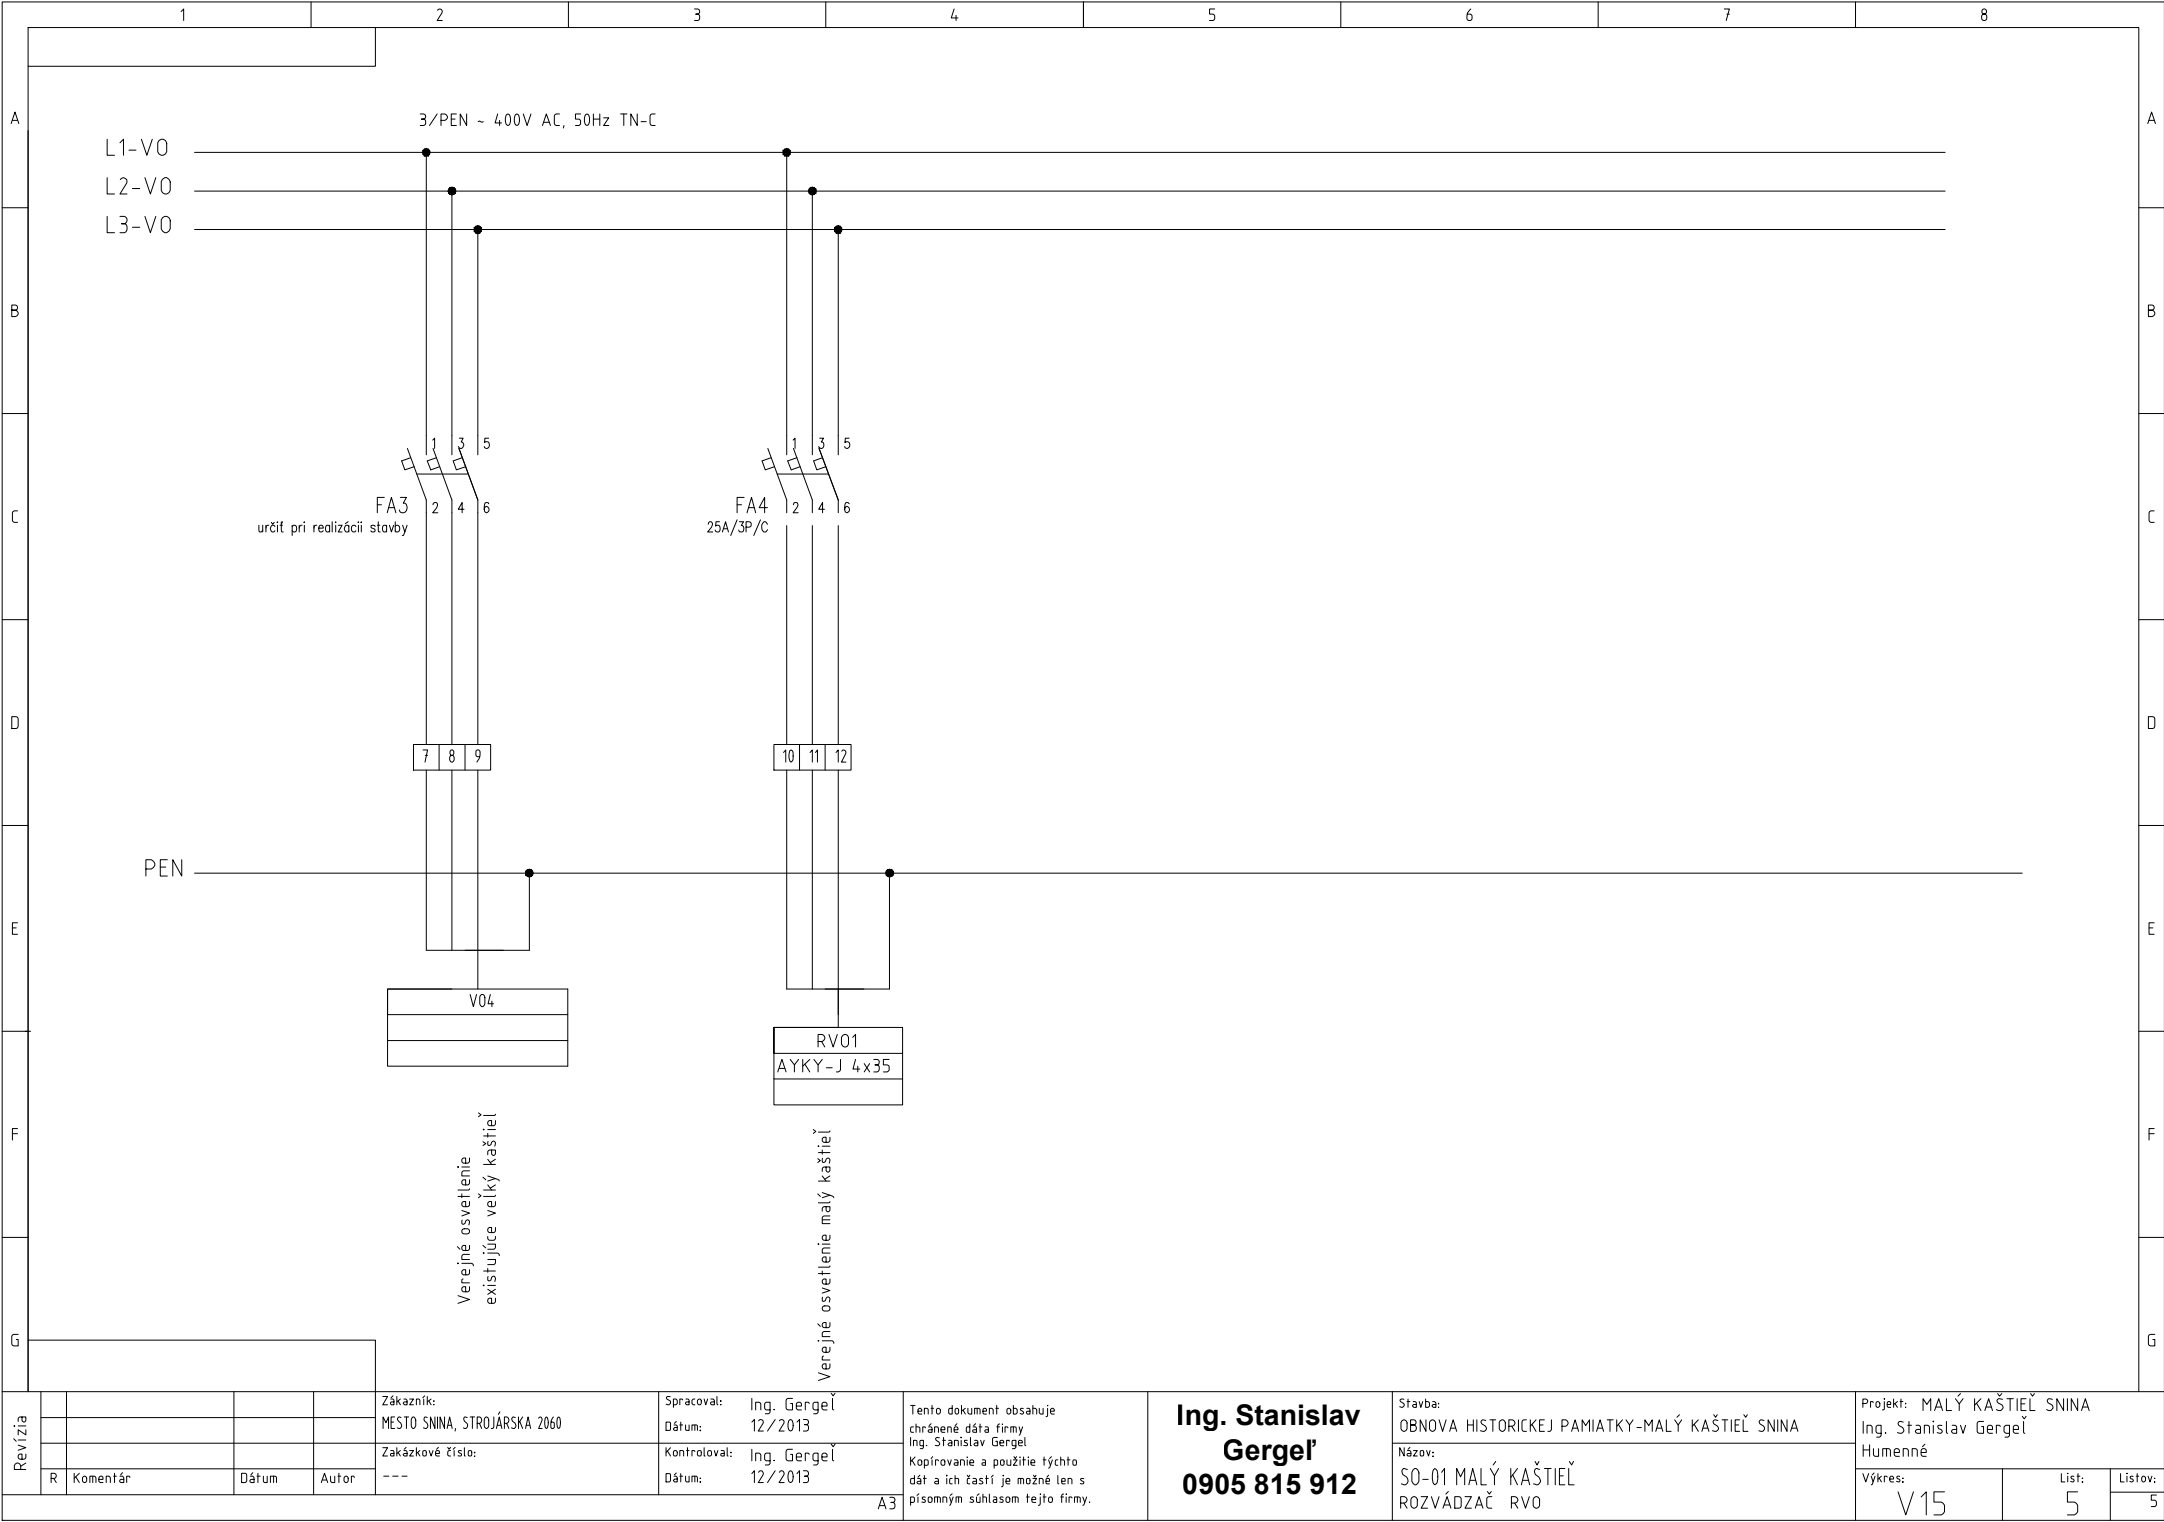 1 2 3 4 5 6 7 8
A A
3/PEN ~ 400V AC, 50Hz TN-C
L1-VO
L2-VO
L3-VO
B B
1 3 5
FA3
2 4 6
určiť pri realizácii stavby
1 3 5
FA4
2 4 6
25A/3P/C
C C
D D
7 8 9
10 11 12
PEN
E E
VO4
RVO1
AYKY-J 4x35
F F
Verejné osvetlenie
existujúce veľký kaštieľ
Verejné osvetlenie malý kaštieľ
G G
Revízia
R Komentár Dátum Autor
Zákazník:
MESTO SNINA, STROJÁRSKA 2060
Zakázkové číslo:
---
Spracoval: Ing. Gergeľ
Dátum: 12/2013
Kontroloval: Ing. Gergeľ
Dátum: 12/2013
A3
Tento dokument obsahuje
chránené dáta firmy
Ing. Stanislav Gergel
Kopírovanie a použitie týchto
dát a ich častí je možné len s
písomným súhlasom tejto firmy.
Ing. Stanislav
Gergeľ
0905 815 912
Stavba:
OBNOVA HISTORICKEJ PAMIATKY-MALÝ KAŠTIEĽ SNINA
Názov:
SO-01 MALÝ KAŠTIEĽ
ROZVÁDZAČ RVO
Projekt: MALÝ KAŠTIEĽ SNINA
Ing. Stanislav Gergeľ
Humenné
Výkres: List: Listov:
V15 5 5